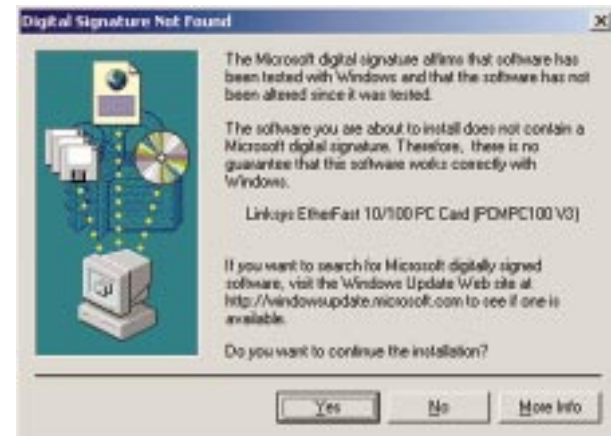 Digital Signature Not Found
The Microsoft digital signature affirms that software has
been tested with Windows and that the software has not
been altered since it was tested.
The software you are about to install does not contain a
Microsoft digital signature. Therefore, there is no
guarantee that this software works correctly with
Windows.
Linksys EtherFast 10/100 PC Card (PCMPC100 V3)
If you want to search for Microsoft digitally signed
software, visit the Windows Update Web site at
http://windowsupdate.microsoft.com to see if one is
available.
Do you want to continue the installation?
Yes
No
More Info